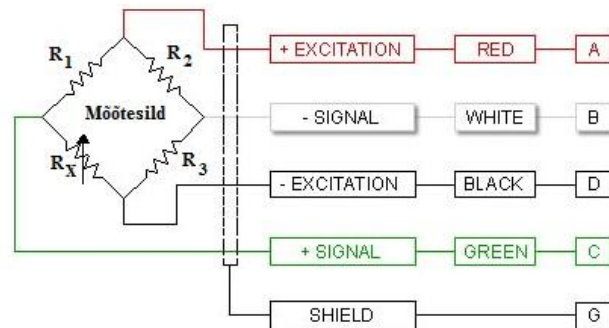 R1
R2
Mõõtesild
RX
R3
+ EXCITATION RED A
- SIGNAL WHITE B
- EXCITATION BLACK D
+ SIGNAL GREEN C
SHIELD G